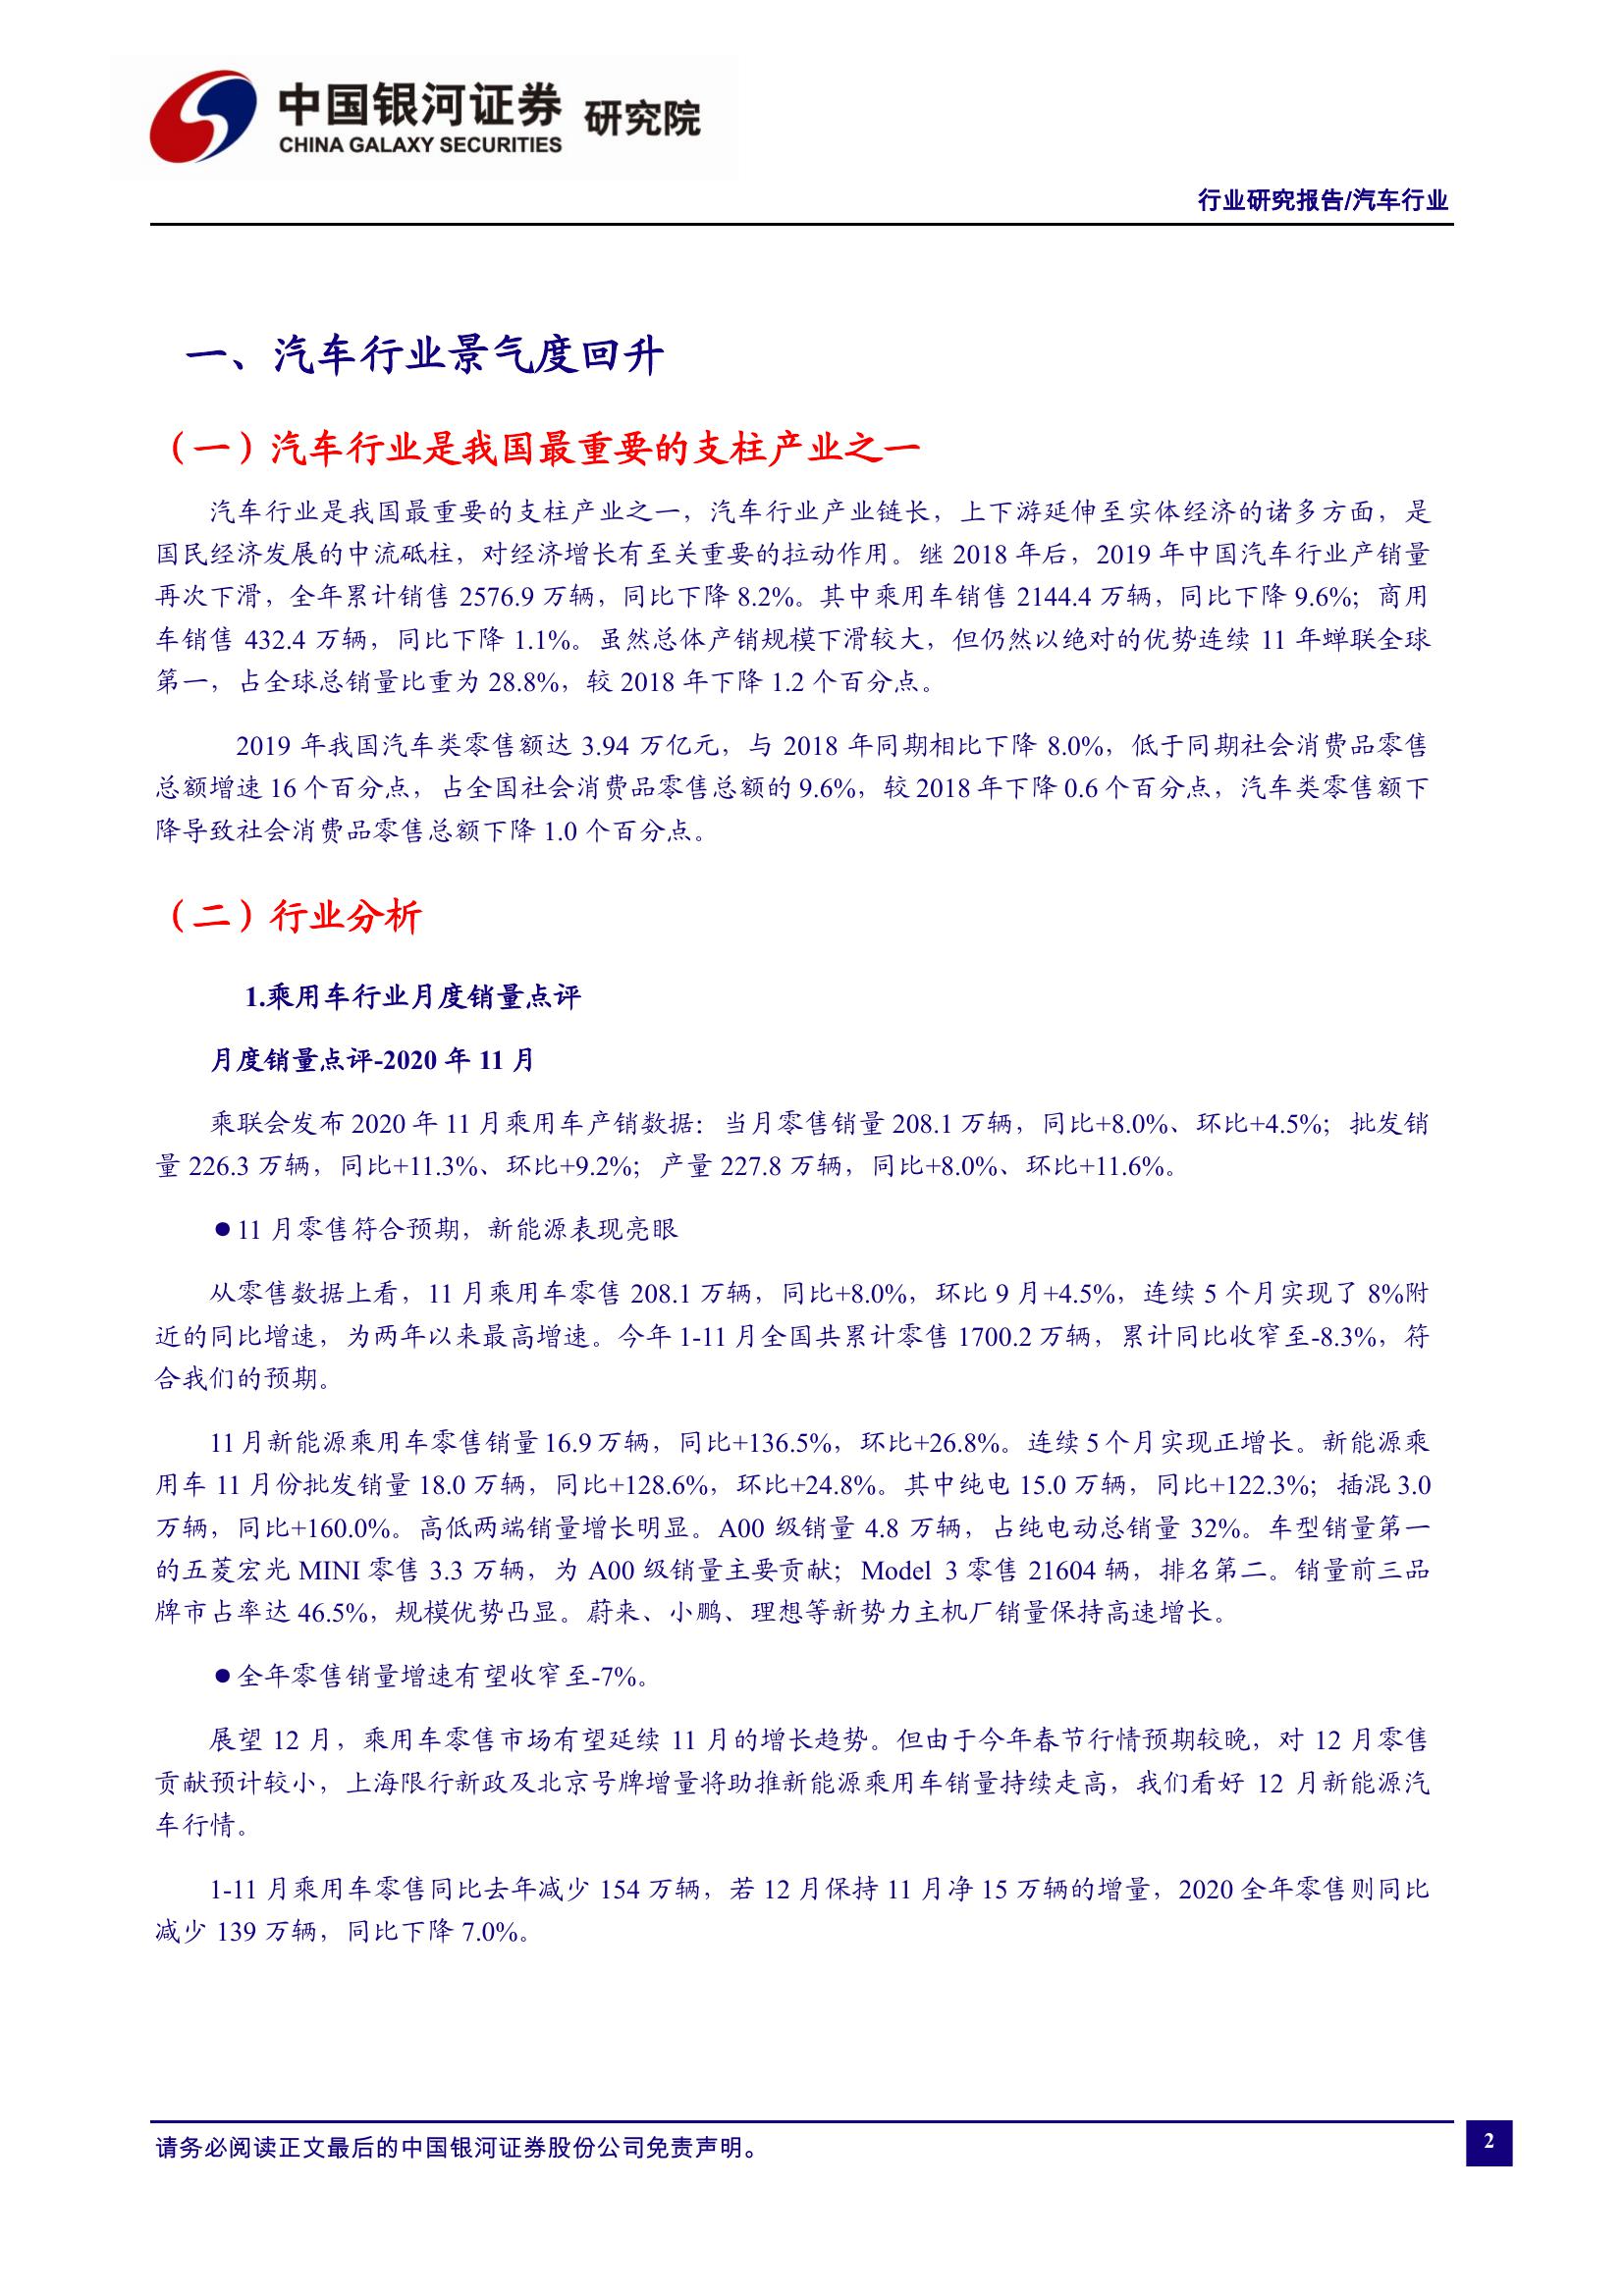 中国银河证券 研究院
CHINA GALAXY SECURITIES
行业研究报告/汽车行业
一、汽车行业景气度回升
（一）汽车行业是我国最重要的支柱产业之一
汽车行业是我国最重要的支柱产业之一，汽车行业产业链长，上下游延伸至实体经济的诸多方面，是
国民经济发展的中流砥柱，对经济增长有至关重要的拉动作用。继 2018 年后，2019 年中国汽车行业产销量
再次下滑，全年累计销售 2576.9 万辆，同比下降 8.2%。其中乘用车销售 2144.4 万辆，同比下降 9.6%；商用
车销售 432.4 万辆，同比下降 1.1%。虽然总体产销规模下滑较大，但仍然以绝对的优势连续 11 年蝉联全球
第一，占全球总销量比重为 28.8%，较 2018 年下降 1.2 个百分点。
2019 年我国汽车类零售额达 3.94 万亿元，与 2018 年同期相比下降 8.0%，低于同期社会消费品零售
总额增速 16 个百分点，占全国社会消费品零售总额的 9.6%，较 2018 年下降 0.6 个百分点，汽车类零售额下
降导致社会消费品零售总额下降 1.0 个百分点。
（二）行业分析
1.乘用车行业月度销量点评
月度销量点评-2020 年 11 月
乘联会发布 2020 年 11 月乘用车产销数据：当月零售销量 208.1 万辆，同比+8.0%、环比+4.5%；批发销
量 226.3 万辆，同比+11.3%、环比+9.2%；产量 227.8 万辆，同比+8.0%、环比+11.6%。
●11 月零售符合预期，新能源表现亮眼
从零售数据上看，11 月乘用车零售 208.1 万辆，同比+8.0%，环比 9 月+4.5%，连续 5 个月实现了 8%附
近的同比增速，为两年以来最高增速。今年 1-11 月全国共累计零售 1700.2 万辆，累计同比收窄至-8.3%，符
合我们的预期。
11 月新能源乘用车零售销量 16.9 万辆，同比+136.5%，环比+26.8%。连续 5 个月实现正增长。新能源乘
用车 11 月份批发销量 18.0 万辆，同比+128.6%，环比+24.8%。其中纯电 15.0 万辆，同比+122.3%；插混 3.0
万辆，同比+160.0%。高低两端销量增长明显。A00 级销量 4.8 万辆，占纯电动总销量 32%。车型销量第一
的五菱宏光 MINI 零售 3.3 万辆，为 A00 级销量主要贡献；Model 3 零售 21604 辆，排名第二。销量前三品
牌市占率达 46.5%，规模优势凸显。蔚来、小鹏、理想等新势力主机厂销量保持高速增长。
●全年零售销量增速有望收窄至-7%。
展望 12 月，乘用车零售市场有望延续 11 月的增长趋势。但由于今年春节行情预期较晚，对 12 月零售
贡献预计较小，上海限行新政及北京号牌增量将助推新能源乘用车销量持续走高，我们看好 12 月新能源汽
车行情。
1-11 月乘用车零售同比去年减少 154 万辆，若 12 月保持 11 月净 15 万辆的增量，2020 全年零售则同比
减少 139 万辆，同比下降 7.0%。
请务必阅读正文最后的中国银河证券股份公司免责声明。
2